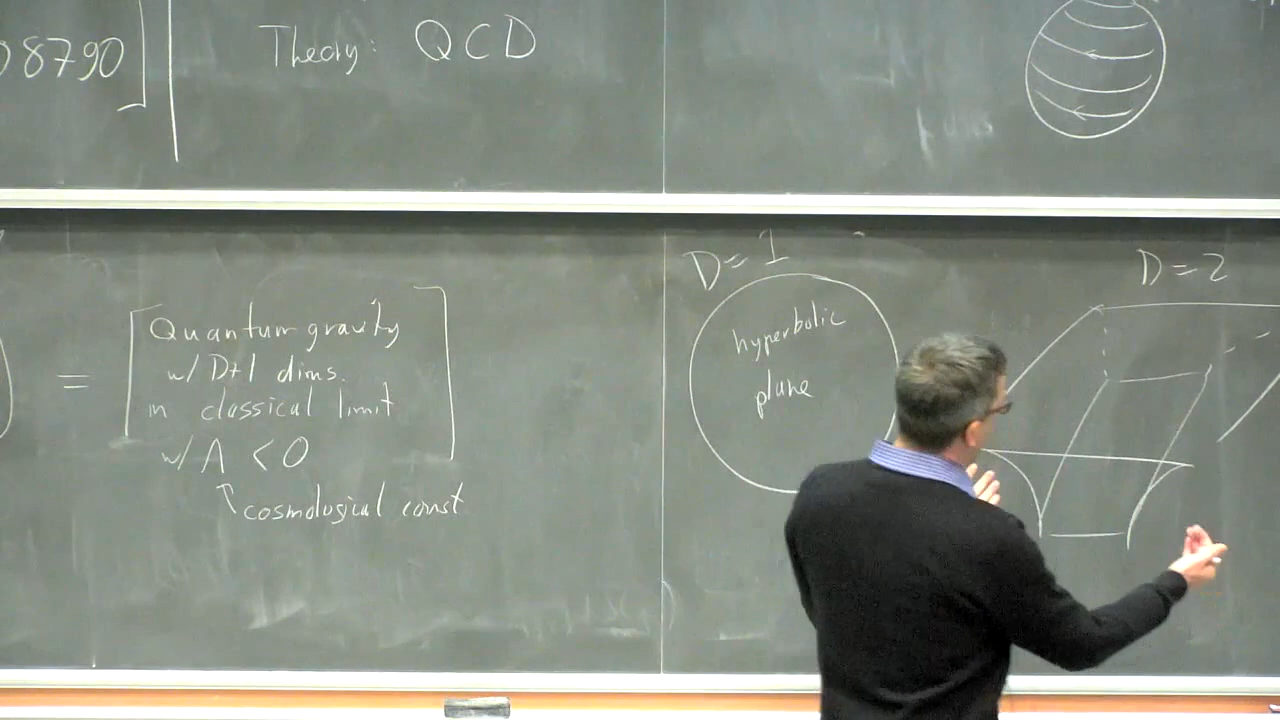 08790
Theory: QCD
=
Quantum gravity
w/ D+1 dims.
in classical limit
w/ Λ < 0
cosmological const
D = 1
hyperbolic
plane
D = 2